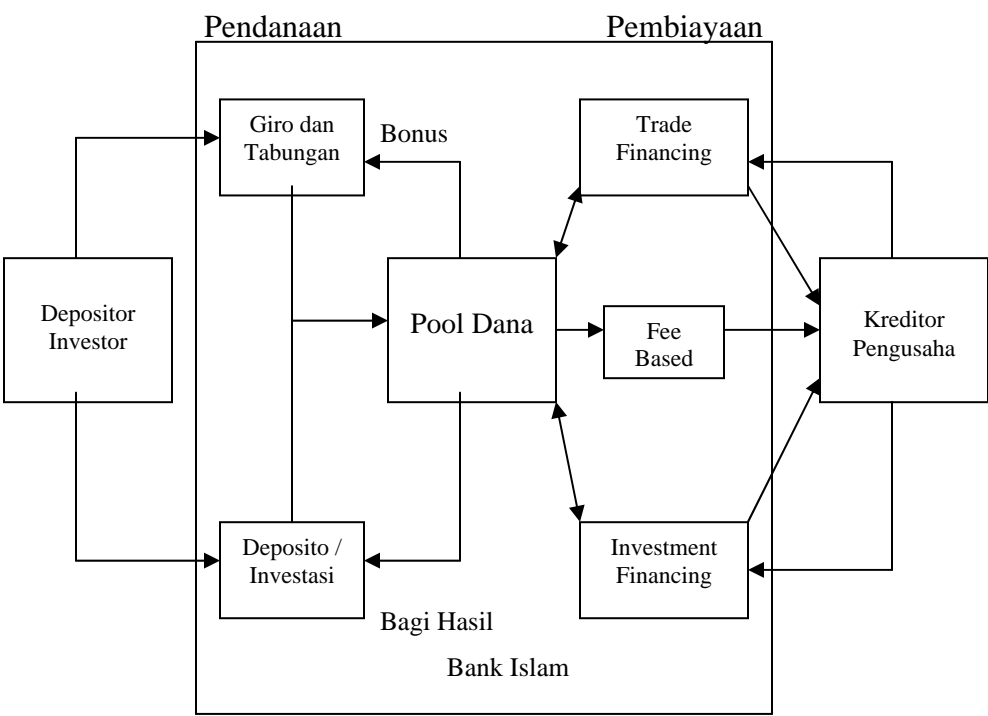 Pendanaan
Pembiayaan
Giro dan
Tabungan
Bonus
Trade
Financing
Depositor
Investor
Pool Dana
Fee
Based
Kreditor
Pengusaha
Deposito /
Investasi
Investment
Financing
Bagi Hasil
Bank Islam